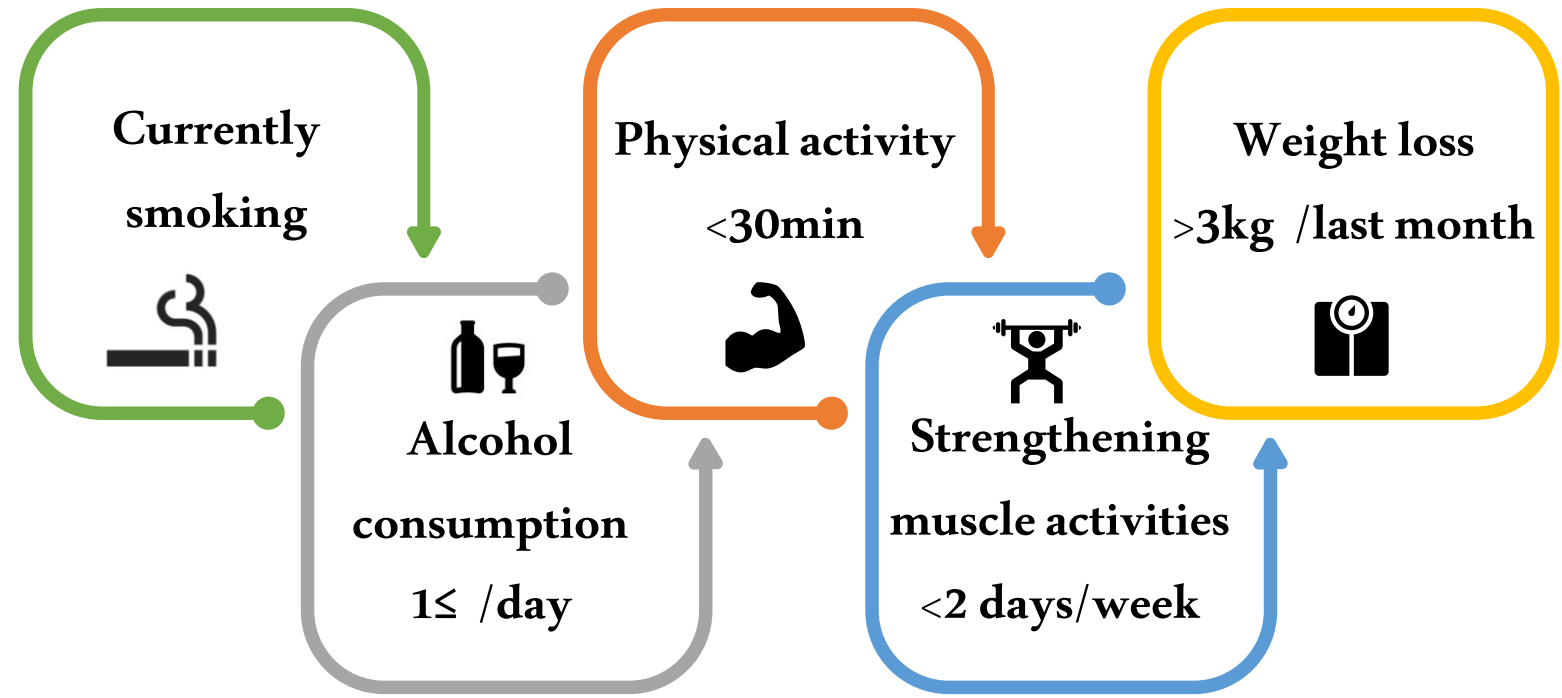 Currently
smoking
Alcohol
consumption
1≤ /day
Physical activity
<30min
Strengthening
muscle activities
<2 days/week
Weight loss
>3kg /last month